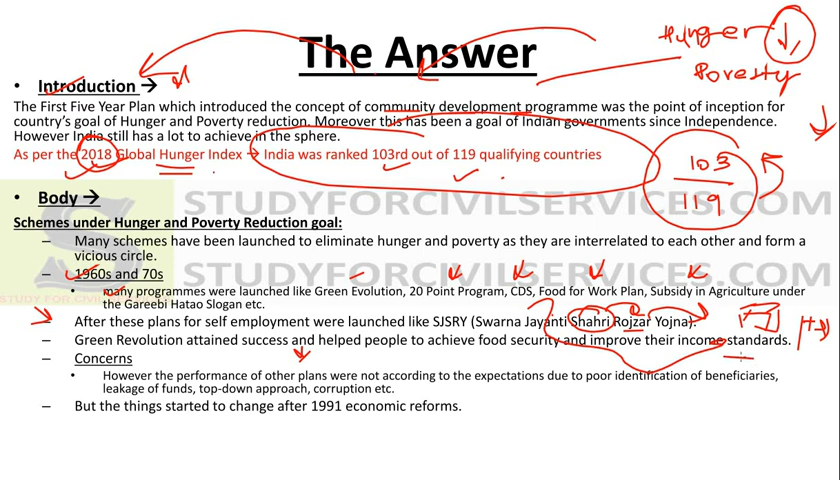 The Answer
Hunger ↓
Poverty
• Introduction →
The First Five Year Plan which introduced the concept of community development programme was the point of inception for
country's goal of Hunger and Poverty reduction. Moreover this has been a goal of Indian governments since Independence.
However India still has a lot to achieve in the sphere.
As per the 2018 Global Hunger Index → India was ranked 103rd out of 119 qualifying countries
103
119
• Body →
STUDYFORCIVILSERVICES.COM
Schemes under Hunger and Poverty Reduction goal:
– Many schemes have been launched to eliminate hunger and poverty as they are interrelated to each other and form a
vicious circle.
– 1960s and 70s
STUDYFORCIVILSERVICES.COM
• many programmes were launched like Green Evolution, 20 Point Program, CDS, Food for Work Plan, Subsidy in Agriculture under
the Gareebi Hatao Slogan etc.
STUDY FOR CIVIL SERVICES
– After these plans for self employment were launched like SJSRY (Swarna Jayanti Shahri Rojzar Yojna).
– Green Revolution attained success and helped people to achieve food security and improve their income standards.
– Concerns
• However the performance of other plans were not according to the expectations due to poor identification of beneficiaries,
leakage of funds, top-down approach, corruption etc.
– But the things started to change after 1991 economic reforms.